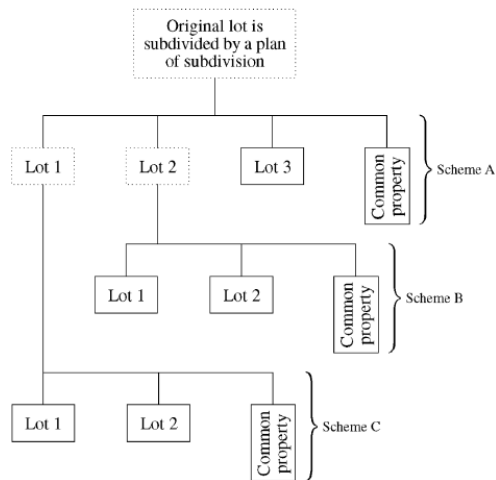 Original lot is
subdivided by a plan
of subdivision
Lot 1
Lot 2
Lot 3
Common
property
Scheme A
Lot 1
Lot 2
Common
property
Scheme B
Lot 1
Lot 2
Common
property
Scheme C